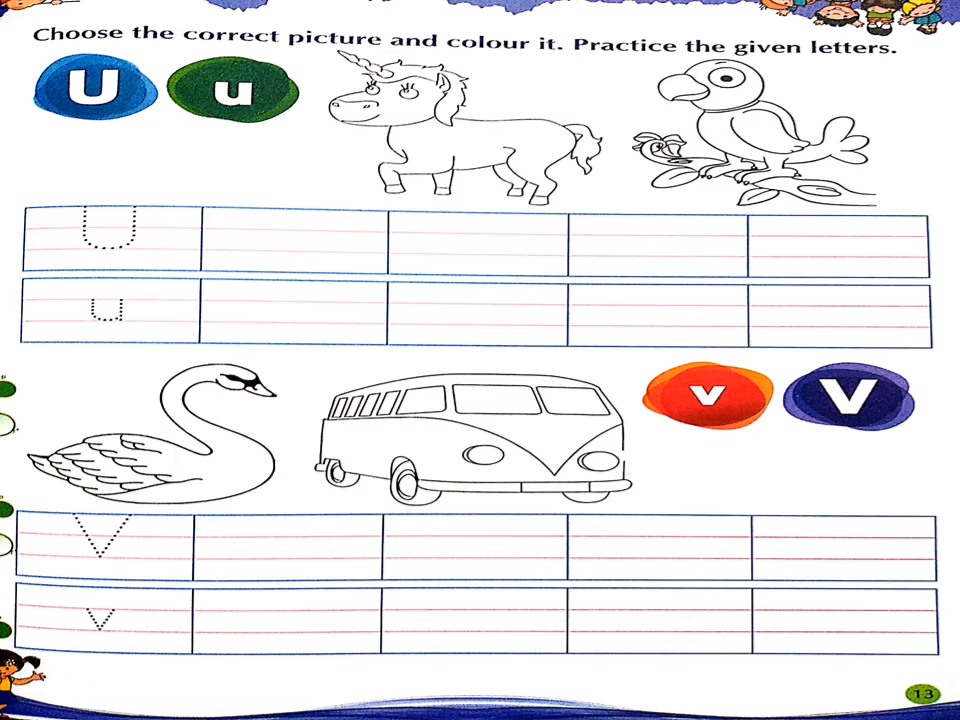 Choose the correct picture and colour it. Practice the given letters.
U u
U
u
v V
V
v
13